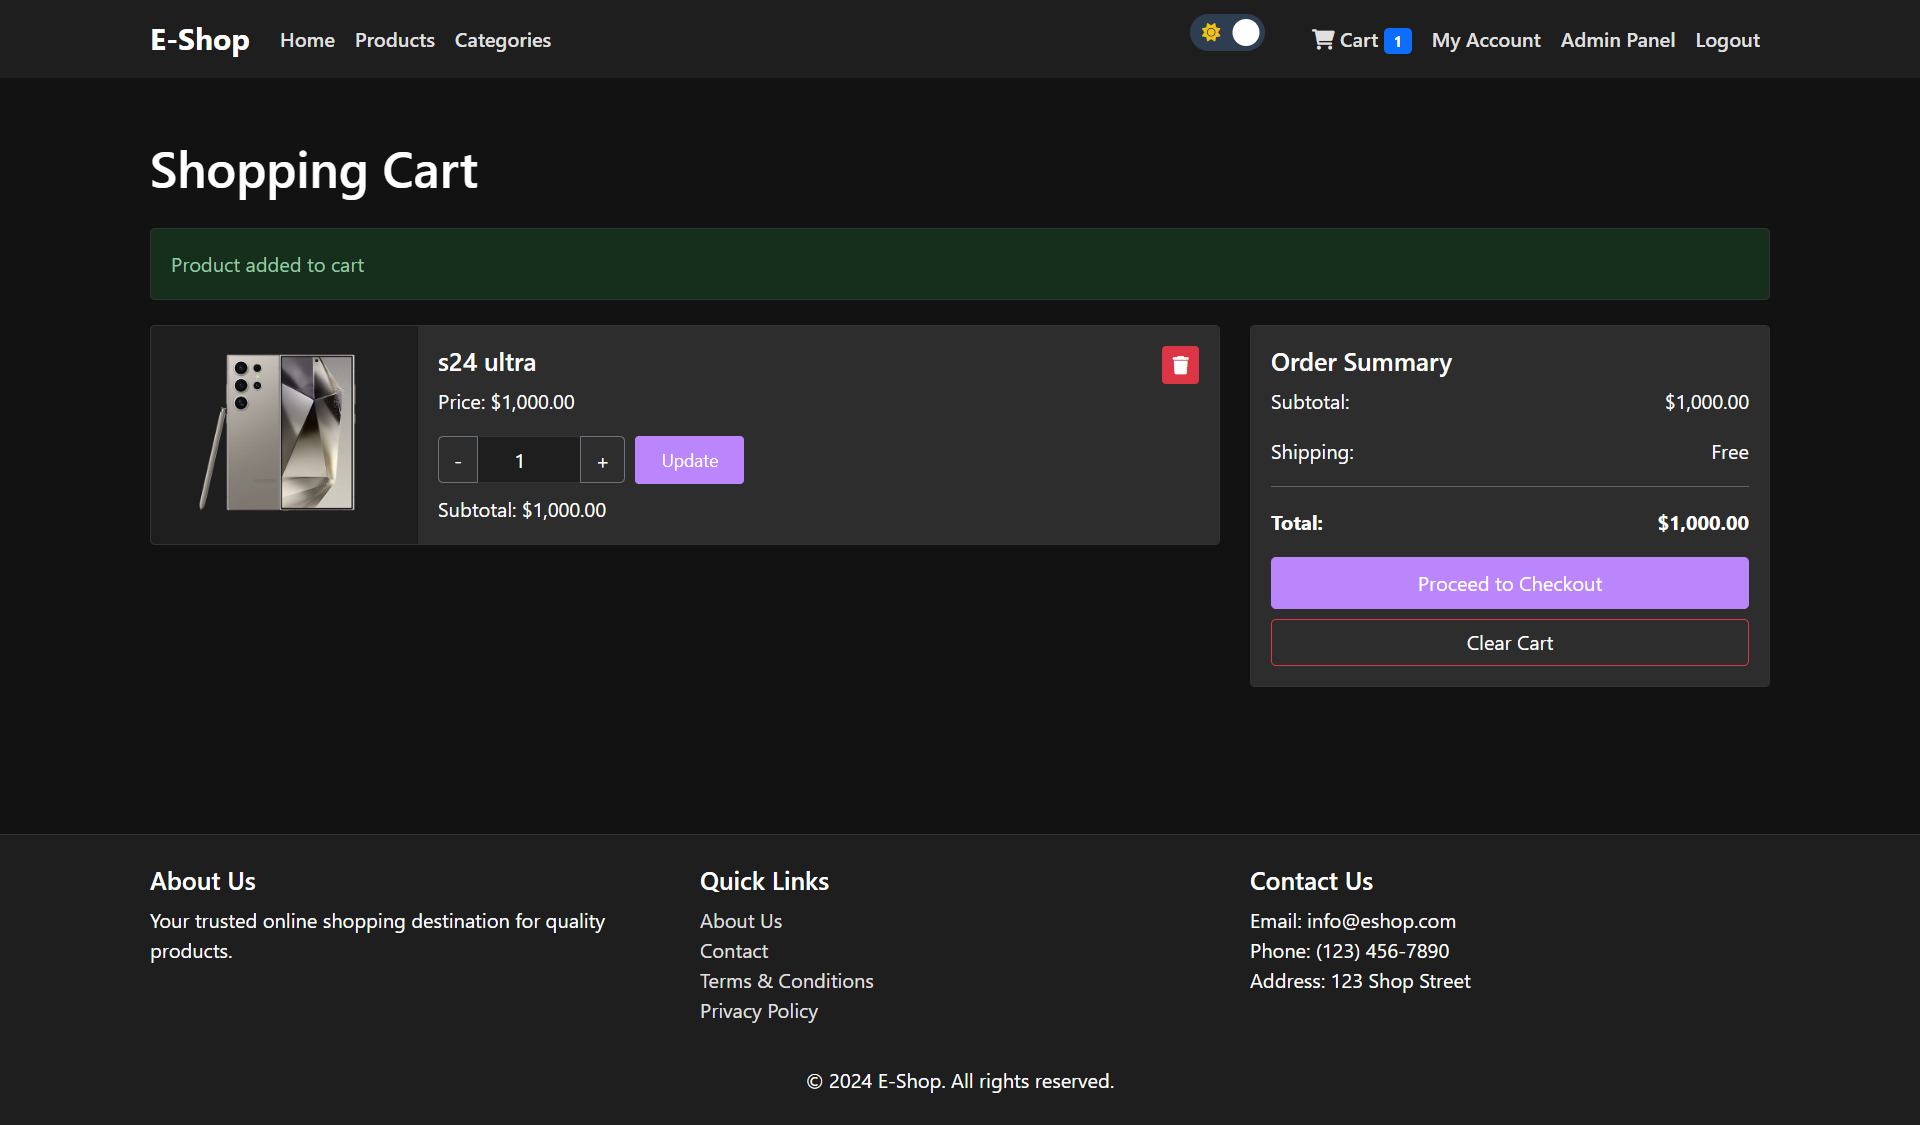 E-Shop
Home
Products
Categories
Cart 1
My Account
Admin Panel
Logout
Shopping Cart
Product added to cart
s24 ultra
Price: $1,000.00
-
1
+
Update
Subtotal: $1,000.00
Order Summary
Subtotal: $1,000.00
Shipping: Free
Total: $1,000.00
Proceed to Checkout
Clear Cart
About Us
Your trusted online shopping destination for quality
products.
Quick Links
About Us
Contact
Terms & Conditions
Privacy Policy
Contact Us
Email: info@eshop.com
Phone: (123) 456-7890
Address: 123 Shop Street
© 2024 E-Shop. All rights reserved.